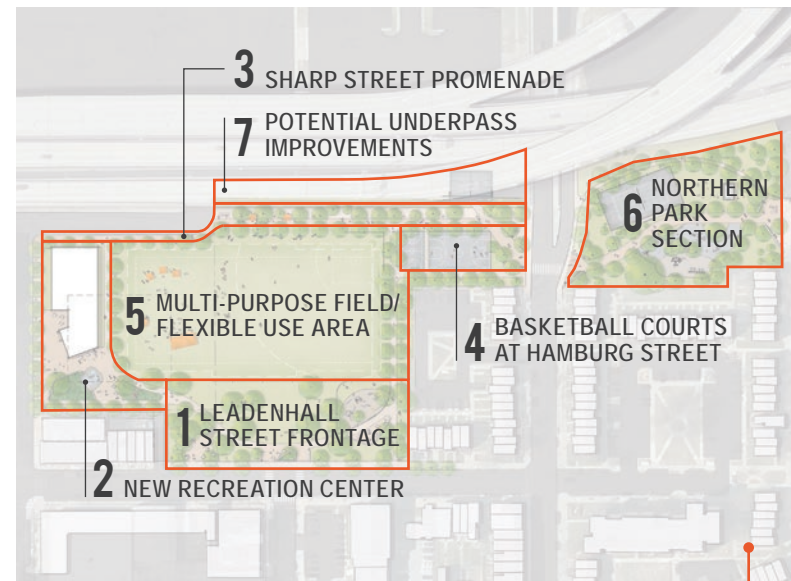 3 SHARP STREET PROMENADE
7 POTENTIAL UNDERPASS
IMPROVEMENTS
6 NORTHERN
PARK
SECTION
5 MULTI-PURPOSE FIELD/
FLEXIBLE USE AREA
4 BASKETBALL COURTS
AT HAMBURG STREET
1 LEADENHALL
STREET FRONTAGE
2 NEW RECREATION CENTER